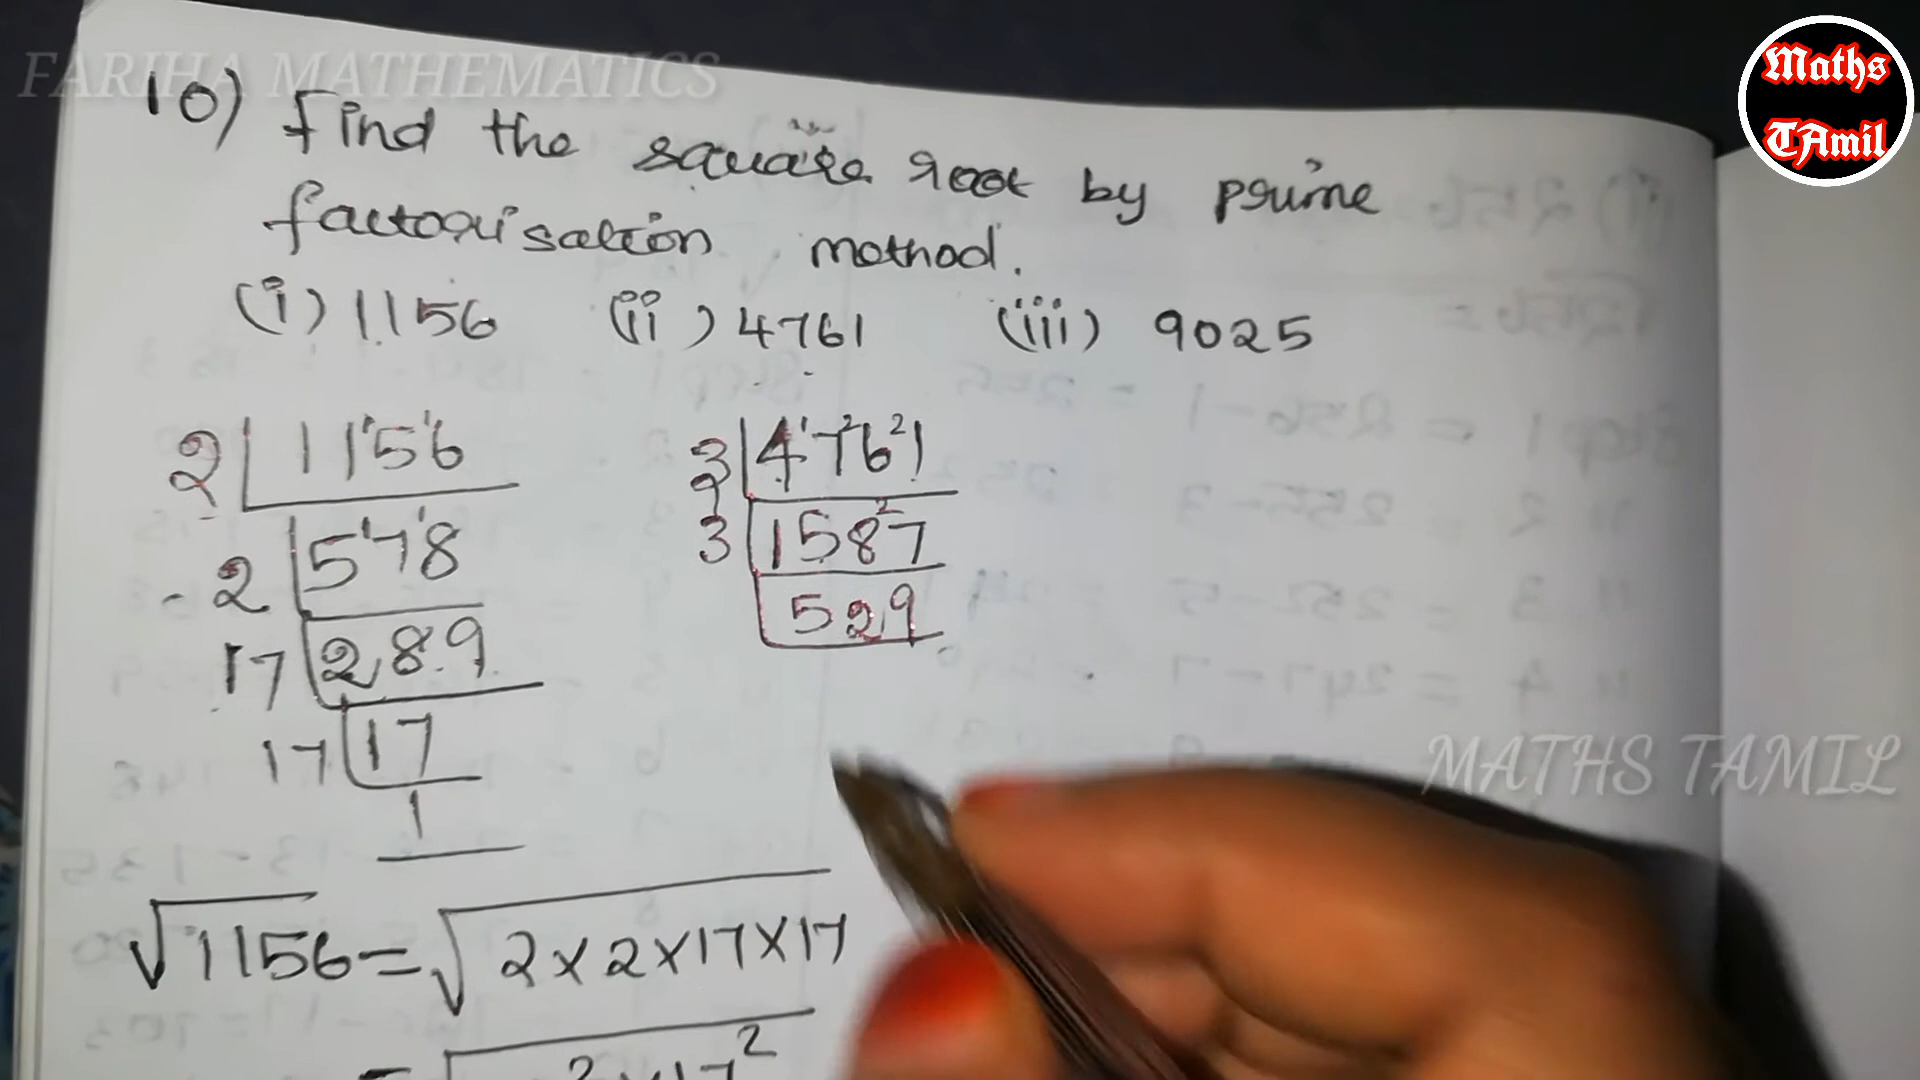 FARIHA MATHEMATICS
Maths
TAmil
10) Find the square root by prime
factorisation method.
(i) 1156 (ii) 4761 (iii) 9025
2 1156
2 578
17 289
17 17
1
3 4761
3 1587
529
MATHS TAMIL
√1156 = √2×2×17×17